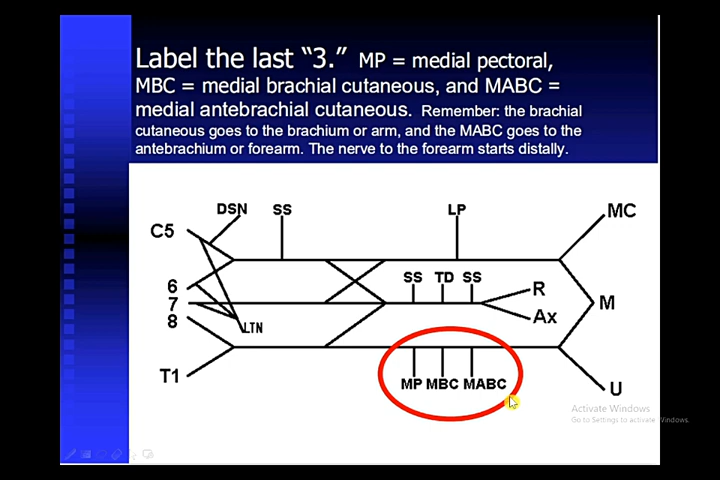 Label the last “3.” MP = medial pectoral,
MBC = medial brachial cutaneous, and MABC =
medial antebrachial cutaneous. Remember: the brachial
cutaneous goes to the brachium or arm, and the MABC goes to the
antebrachium or forearm. The nerve to the forearm starts distally.
DSN SS LP MC
C5
SS TD SS
6 R
7 M
8 LTN Ax
T1 MP MBC MABC U
Activate Windows
Go to Settings to activate Windows.